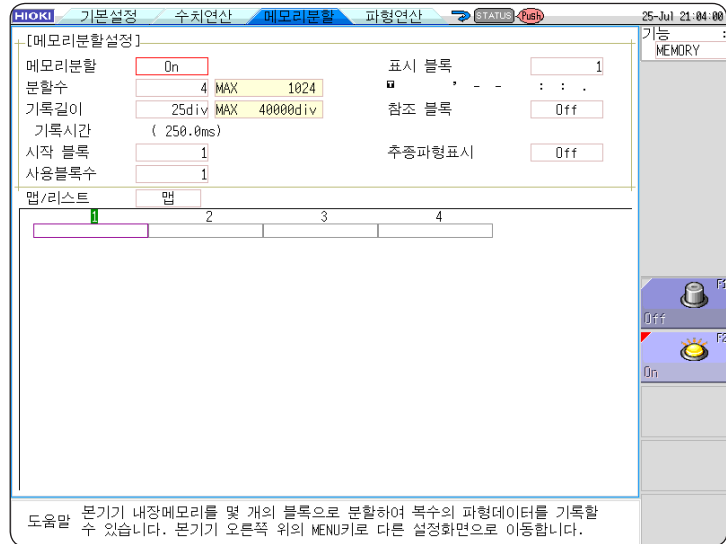 HIOKI 기본설정 수치연산 메모리분할 파형연산 STATUS Push 25-Jul 21:04:00
기능 :
MEMORY
[메모리분할설정]
메모리분할 On 표시 블록 1
분할수 4 MAX 1024 T ' - - : : .
기록길이 25div MAX 40000div 참조 블록 Off
기록시간 ( 250.0ms)
시작 블록 1 추종파형표시 Off
사용블록수 1
맵/리스트 맵
1 2 3 4
F1
Off
F2
On
도움말 본기기 내장메모리를 몇 개의 블록으로 분할하여 복수의 파형데이터를 기록할
수 있습니다. 본기기 오른쪽 위의 MENU키로 다른 설정화면으로 이동합니다.